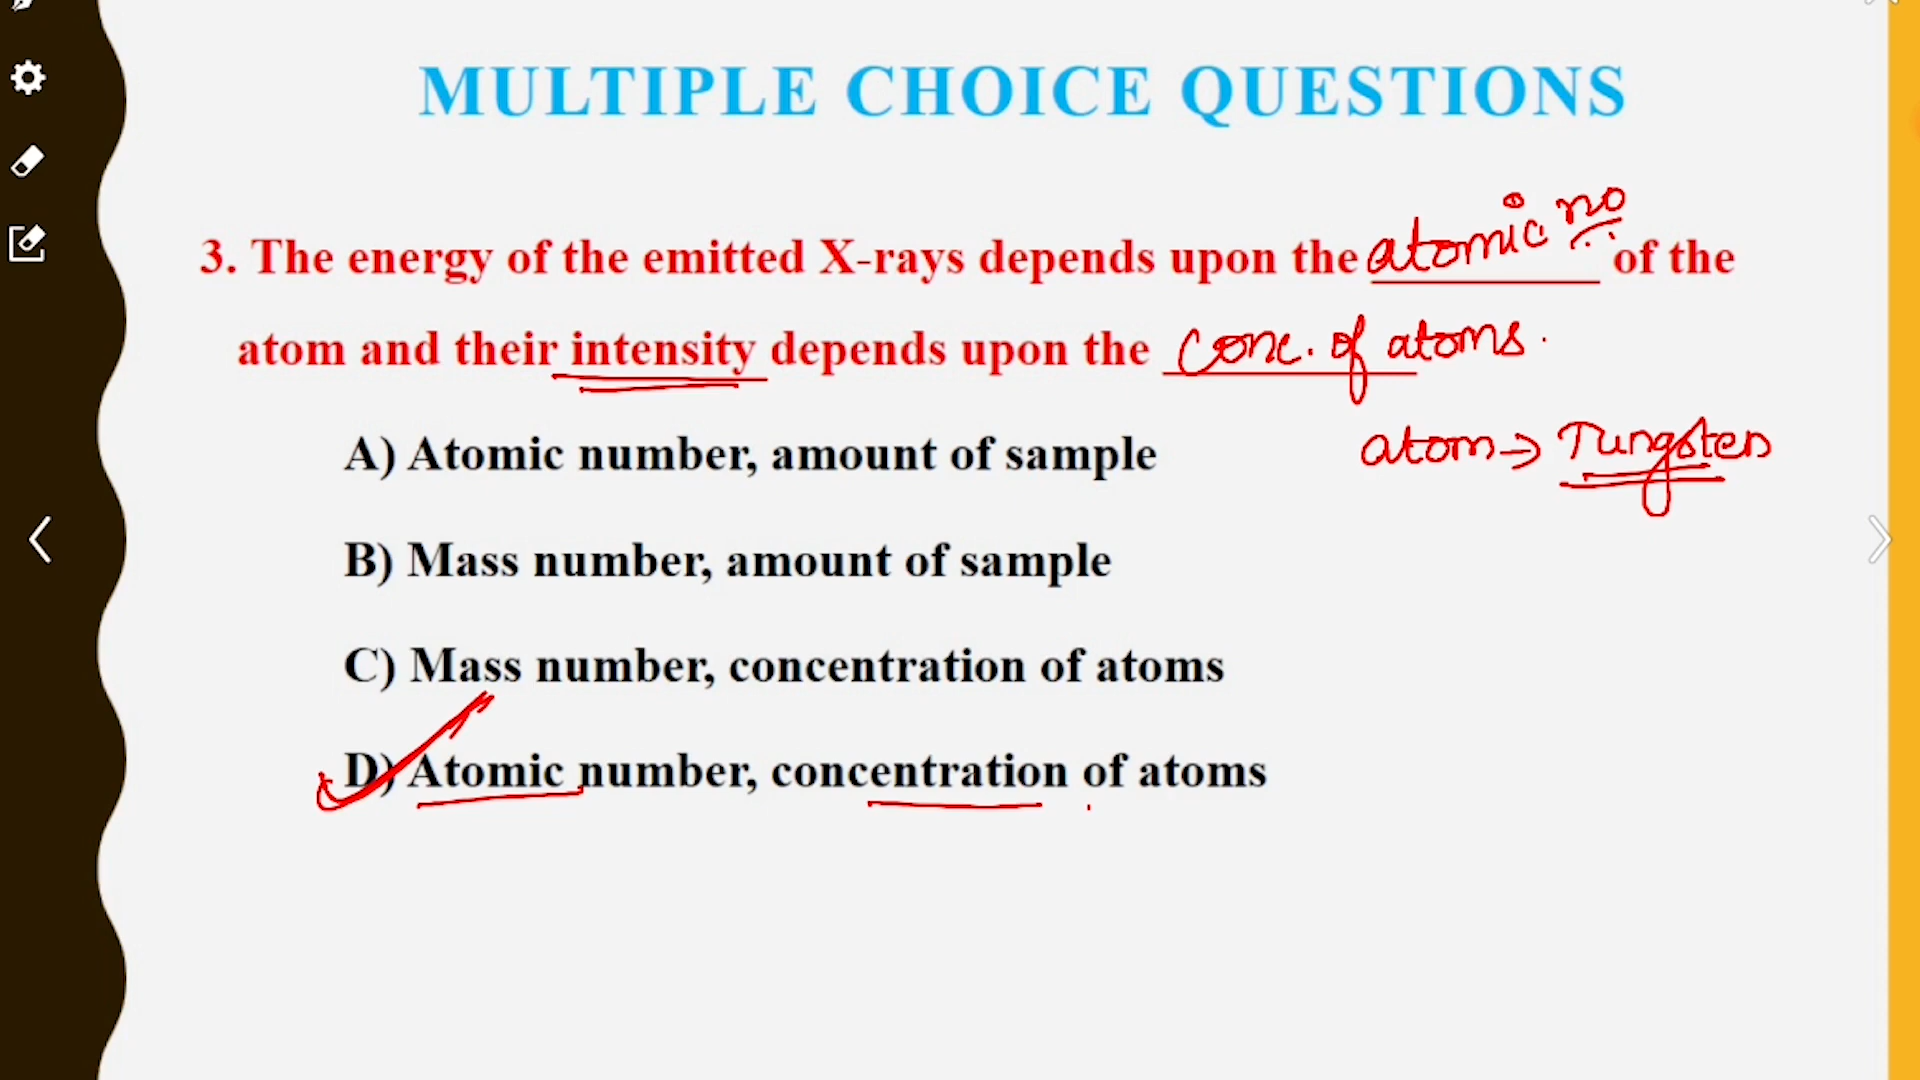 MULTIPLE CHOICE QUESTIONS
3. The energy of the emitted X-rays depends upon the atomic no of the
atom and their intensity depends upon the conc. of atoms.
A) Atomic number, amount of sample
atom → Tungsten
B) Mass number, amount of sample
C) Mass number, concentration of atoms
D) Atomic number, concentration of atoms